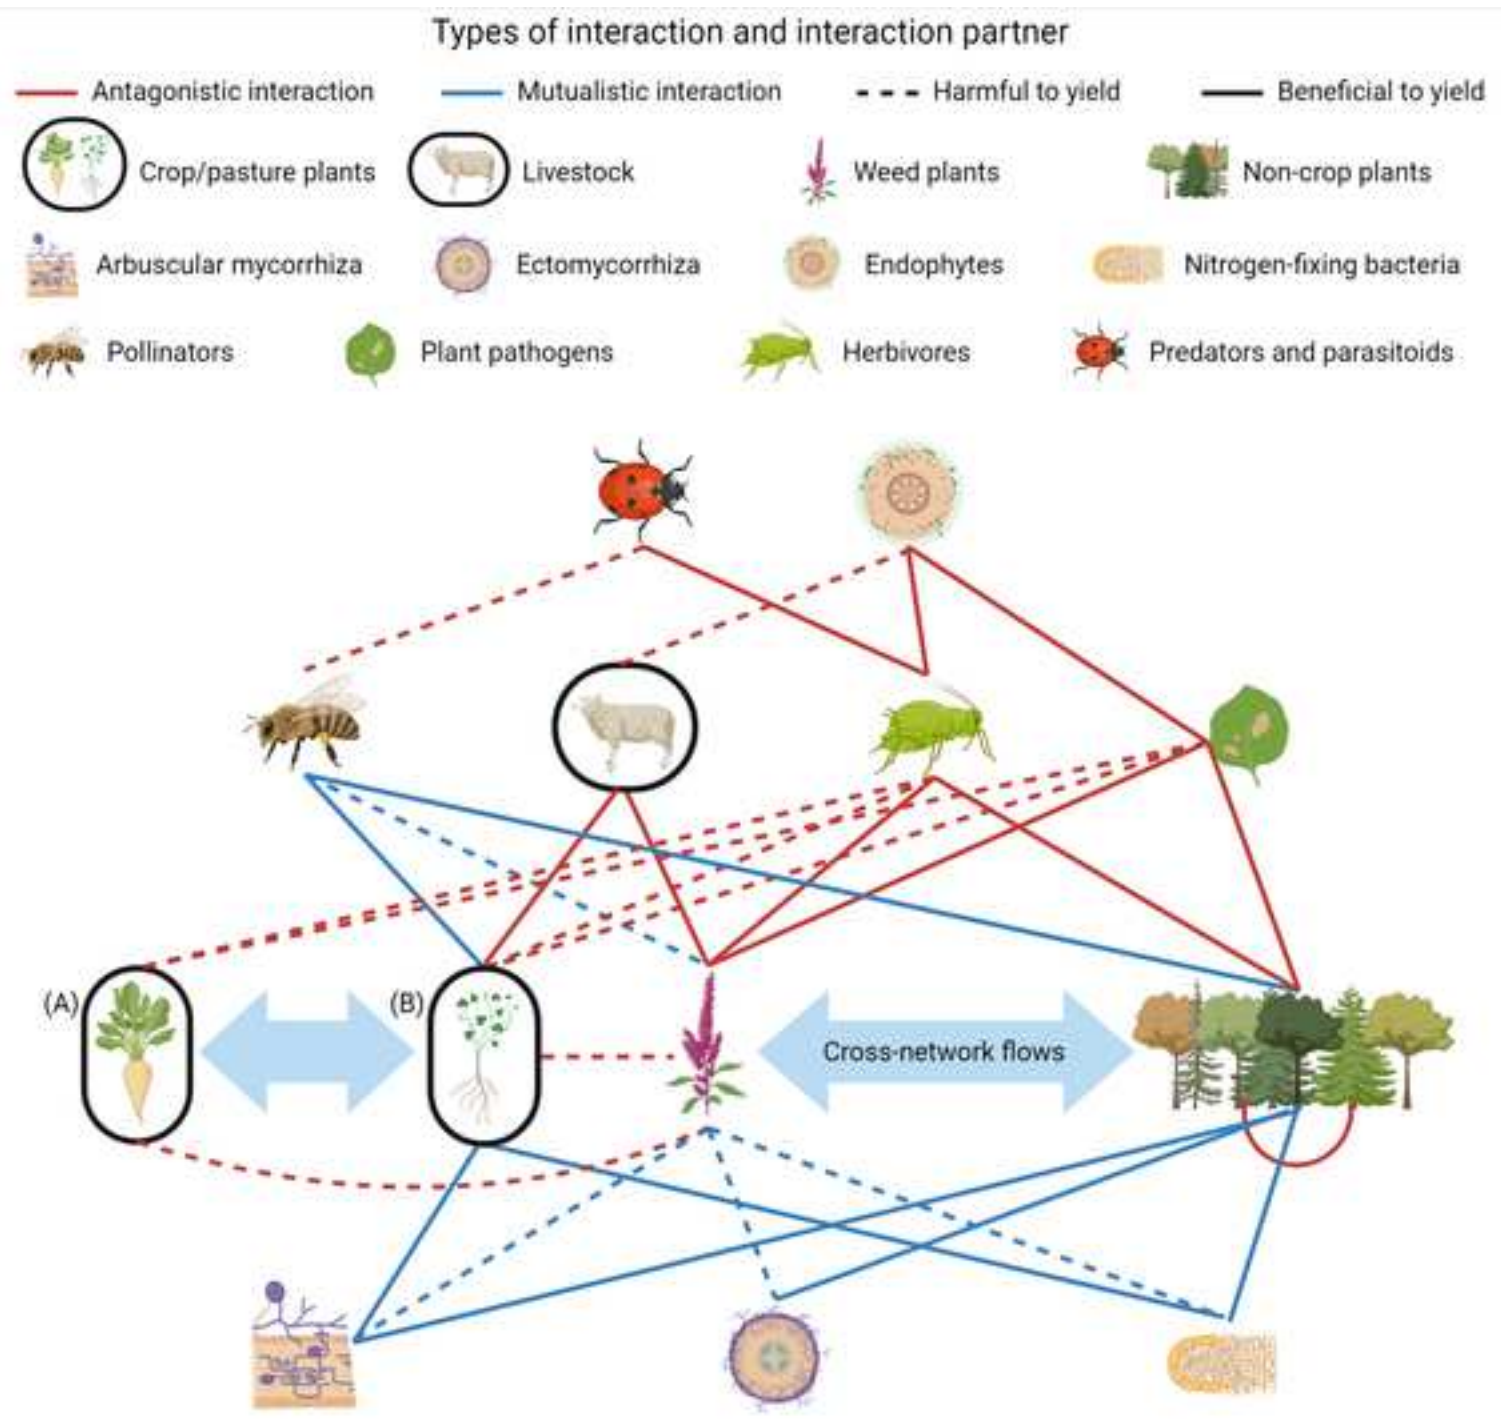 Types of interaction and interaction partner
Antagonistic interaction Mutualistic interaction Harmful to yield Beneficial to yield
Crop/pasture plants Livestock Weed plants Non-crop plants
Arbuscular mycorrhiza Ectomycorrhiza Endophytes Nitrogen-fixing bacteria
Pollinators Plant pathogens Herbivores Predators and parasitoids
(A) (B)
Cross-network flows